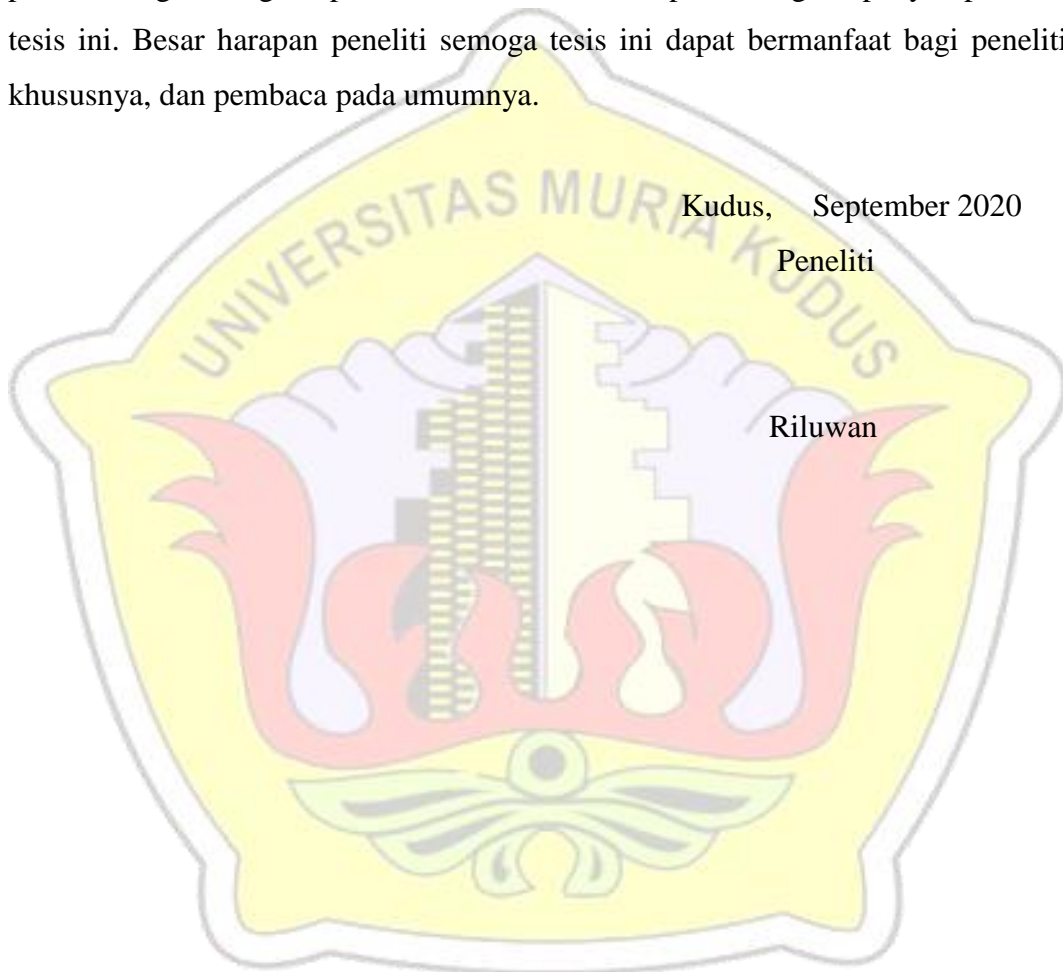 tesis ini. Besar harapan peneliti semoga tesis ini dapat bermanfaat bagi peneliti
khususnya, dan pembaca pada umumnya.
UNIVERSITAS MURIA KUDUS
Kudus, September 2020
Peneliti
Riluwan